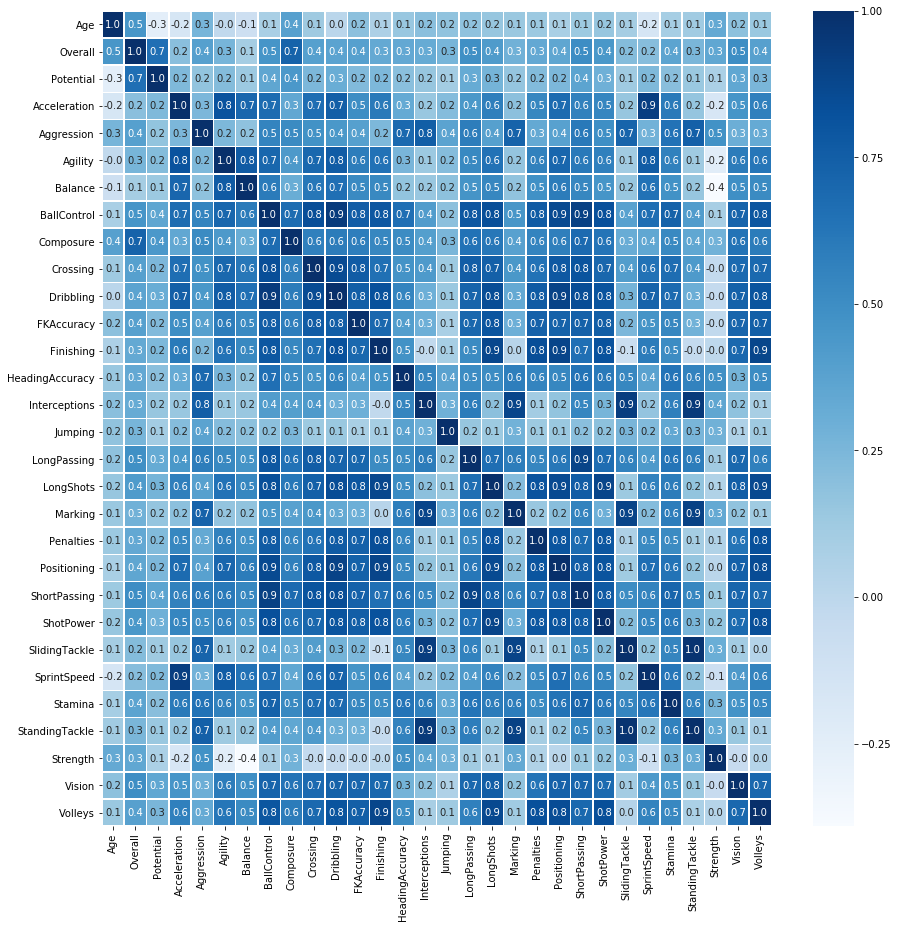 Age 1.0 0.5 -0.3 -0.2 0.3 -0.0 -0.1 0.1 0.4 0.1 0.0 0.2 0.1 0.1 0.2 0.2 0.2 0.2 0.1 0.1 0.1 0.1 0.2 0.1 -0.2 0.1 0.1 0.3 0.2 0.1
Overall 0.5 1.0 0.7 0.2 0.4 0.3 0.1 0.5 0.7 0.4 0.4 0.4 0.3 0.3 0.3 0.3 0.5 0.4 0.3 0.3 0.4 0.5 0.4 0.2 0.2 0.4 0.3 0.3 0.5 0.4
Potential -0.3 0.7 1.0 0.2 0.2 0.2 0.1 0.4 0.4 0.2 0.3 0.2 0.2 0.2 0.2 0.1 0.3 0.3 0.2 0.2 0.2 0.4 0.3 0.1 0.2 0.2 0.1 0.1 0.3 0.3
Acceleration -0.2 0.2 0.2 1.0 0.3 0.8 0.7 0.7 0.3 0.7 0.7 0.5 0.6 0.3 0.2 0.2 0.4 0.6 0.2 0.5 0.7 0.6 0.5 0.2 0.9 0.6 0.2 -0.2 0.5 0.6
Aggression 0.3 0.4 0.2 0.3 1.0 0.2 0.2 0.5 0.5 0.5 0.4 0.4 0.2 0.7 0.8 0.4 0.6 0.4 0.7 0.3 0.4 0.6 0.5 0.7 0.3 0.6 0.7 0.5 0.3 0.3
Agility -0.0 0.3 0.2 0.8 0.2 1.0 0.8 0.7 0.4 0.7 0.8 0.6 0.6 0.3 0.1 0.2 0.5 0.6 0.2 0.6 0.7 0.6 0.6 0.1 0.8 0.6 0.1 -0.2 0.6 0.6
Balance -0.1 0.1 0.1 0.7 0.2 0.8 1.0 0.6 0.3 0.6 0.7 0.5 0.5 0.2 0.2 0.2 0.5 0.5 0.2 0.5 0.6 0.5 0.5 0.2 0.6 0.5 0.2 -0.4 0.5 0.5
BallControl 0.1 0.5 0.4 0.7 0.5 0.7 0.6 1.0 0.7 0.8 0.9 0.8 0.8 0.7 0.4 0.2 0.8 0.8 0.5 0.8 0.9 0.9 0.8 0.4 0.7 0.7 0.4 0.1 0.7 0.8
Composure 0.4 0.7 0.4 0.3 0.5 0.4 0.3 0.7 1.0 0.6 0.6 0.6 0.5 0.5 0.4 0.3 0.6 0.6 0.4 0.6 0.6 0.7 0.6 0.3 0.4 0.5 0.4 0.3 0.6 0.6
Crossing 0.1 0.4 0.2 0.7 0.5 0.7 0.6 0.8 0.6 1.0 0.9 0.8 0.7 0.5 0.4 0.1 0.8 0.7 0.4 0.6 0.8 0.8 0.7 0.4 0.6 0.7 0.4 -0.0 0.7 0.7
Dribbling 0.0 0.4 0.3 0.7 0.4 0.8 0.7 0.9 0.6 0.9 1.0 0.8 0.8 0.6 0.3 0.1 0.7 0.8 0.3 0.8 0.9 0.8 0.8 0.3 0.7 0.7 0.3 -0.0 0.7 0.8
FKAccuracy 0.2 0.4 0.2 0.5 0.4 0.6 0.5 0.8 0.6 0.8 0.8 1.0 0.7 0.4 0.3 0.1 0.7 0.8 0.3 0.7 0.7 0.7 0.8 0.2 0.5 0.5 0.3 -0.0 0.7 0.7
Finishing 0.1 0.3 0.2 0.6 0.2 0.6 0.5 0.8 0.5 0.7 0.8 0.7 1.0 0.5 -0.0 0.1 0.5 0.9 0.0 0.8 0.9 0.7 0.8 -0.1 0.6 0.5 -0.0 -0.0 0.7 0.9
HeadingAccuracy 0.1 0.3 0.2 0.3 0.7 0.3 0.2 0.7 0.5 0.5 0.6 0.4 0.5 1.0 0.5 0.4 0.5 0.5 0.6 0.6 0.5 0.6 0.6 0.5 0.4 0.6 0.6 0.5 0.3 0.5
Interceptions 0.2 0.3 0.2 0.2 0.8 0.1 0.2 0.4 0.4 0.4 0.3 0.3 -0.0 0.5 1.0 0.3 0.6 0.2 0.9 0.1 0.2 0.5 0.3 0.9 0.2 0.6 0.9 0.4 0.2 0.1
Jumping 0.2 0.3 0.1 0.2 0.4 0.2 0.2 0.2 0.3 0.1 0.1 0.1 0.1 0.4 0.3 1.0 0.2 0.1 0.3 0.1 0.1 0.2 0.2 0.3 0.2 0.3 0.3 0.3 0.1 0.1
LongPassing 0.2 0.5 0.3 0.4 0.6 0.5 0.5 0.8 0.6 0.8 0.7 0.7 0.5 0.5 0.6 0.2 1.0 0.7 0.6 0.5 0.6 0.9 0.7 0.6 0.4 0.6 0.6 0.1 0.7 0.6
LongShots 0.2 0.4 0.3 0.6 0.4 0.6 0.5 0.8 0.6 0.7 0.8 0.8 0.9 0.5 0.2 0.1 0.7 1.0 0.2 0.8 0.9 0.8 0.9 0.1 0.6 0.6 0.2 0.1 0.8 0.9
Marking 0.1 0.3 0.2 0.2 0.7 0.2 0.2 0.5 0.4 0.4 0.3 0.3 0.0 0.6 0.9 0.3 0.6 0.2 1.0 0.2 0.2 0.6 0.3 0.9 0.2 0.6 0.9 0.3 0.2 0.1
Penalties 0.1 0.3 0.2 0.5 0.3 0.6 0.5 0.8 0.6 0.6 0.8 0.7 0.8 0.6 0.1 0.1 0.5 0.8 0.2 1.0 0.8 0.7 0.8 0.1 0.5 0.5 0.1 0.1 0.6 0.8
Positioning 0.1 0.4 0.2 0.7 0.4 0.7 0.6 0.9 0.6 0.8 0.9 0.7 0.9 0.5 0.2 0.1 0.6 0.9 0.2 0.8 1.0 0.8 0.8 0.1 0.7 0.6 0.2 0.0 0.7 0.8
ShortPassing 0.1 0.5 0.4 0.6 0.6 0.6 0.5 0.9 0.7 0.8 0.8 0.7 0.7 0.6 0.5 0.2 0.9 0.8 0.6 0.7 0.8 1.0 0.8 0.5 0.6 0.7 0.5 0.1 0.7 0.7
ShotPower 0.2 0.4 0.3 0.5 0.5 0.6 0.5 0.8 0.6 0.7 0.8 0.8 0.8 0.6 0.3 0.2 0.7 0.9 0.3 0.8 0.8 0.8 1.0 0.2 0.5 0.6 0.3 0.2 0.7 0.8
SlidingTackle 0.1 0.2 0.1 0.2 0.7 0.1 0.2 0.4 0.3 0.4 0.3 0.2 -0.1 0.5 0.9 0.3 0.6 0.1 0.9 0.1 0.1 0.5 0.2 1.0 0.2 0.5 1.0 0.3 0.1 0.0
SprintSpeed -0.2 0.2 0.2 0.9 0.3 0.8 0.6 0.7 0.4 0.6 0.7 0.5 0.6 0.4 0.2 0.2 0.4 0.6 0.2 0.5 0.7 0.6 0.5 0.2 1.0 0.6 0.2 -0.1 0.4 0.6
Stamina 0.1 0.4 0.2 0.6 0.6 0.6 0.5 0.7 0.5 0.7 0.7 0.5 0.5 0.6 0.6 0.3 0.6 0.6 0.6 0.5 0.6 0.7 0.6 0.5 0.6 1.0 0.6 0.3 0.5 0.5
StandingTackle 0.1 0.3 0.1 0.2 0.7 0.1 0.2 0.4 0.4 0.4 0.3 0.3 -0.0 0.6 0.9 0.3 0.6 0.2 0.9 0.1 0.2 0.5 0.3 1.0 0.2 0.6 1.0 0.3 0.1 0.1
Strength 0.3 0.3 0.1 -0.2 0.5 -0.2 -0.4 0.1 0.3 -0.0 -0.0 -0.0 -0.0 0.5 0.4 0.3 0.1 0.1 0.3 0.1 0.0 0.1 0.2 0.3 -0.1 0.3 0.3 1.0 -0.0 0.0
Vision 0.2 0.5 0.3 0.5 0.3 0.6 0.5 0.7 0.6 0.7 0.7 0.7 0.7 0.3 0.2 0.1 0.7 0.8 0.2 0.6 0.7 0.7 0.7 0.1 0.4 0.5 0.1 -0.0 1.0 0.7
Volleys 0.1 0.4 0.3 0.6 0.3 0.6 0.5 0.8 0.6 0.7 0.8 0.7 0.9 0.5 0.1 0.1 0.6 0.9 0.1 0.8 0.8 0.7 0.8 0.0 0.6 0.5 0.1 0.0 0.7 1.0
Age Overall Potential Acceleration Aggression Agility Balance BallControl Composure Crossing Dribbling FKAccuracy Finishing HeadingAccuracy Interceptions Jumping LongPassing LongShots Marking Penalties Positioning ShortPassing ShotPower SlidingTackle SprintSpeed Stamina StandingTackle Strength Vision Volleys
1.00
0.75
0.50
0.25
0.00
−0.25